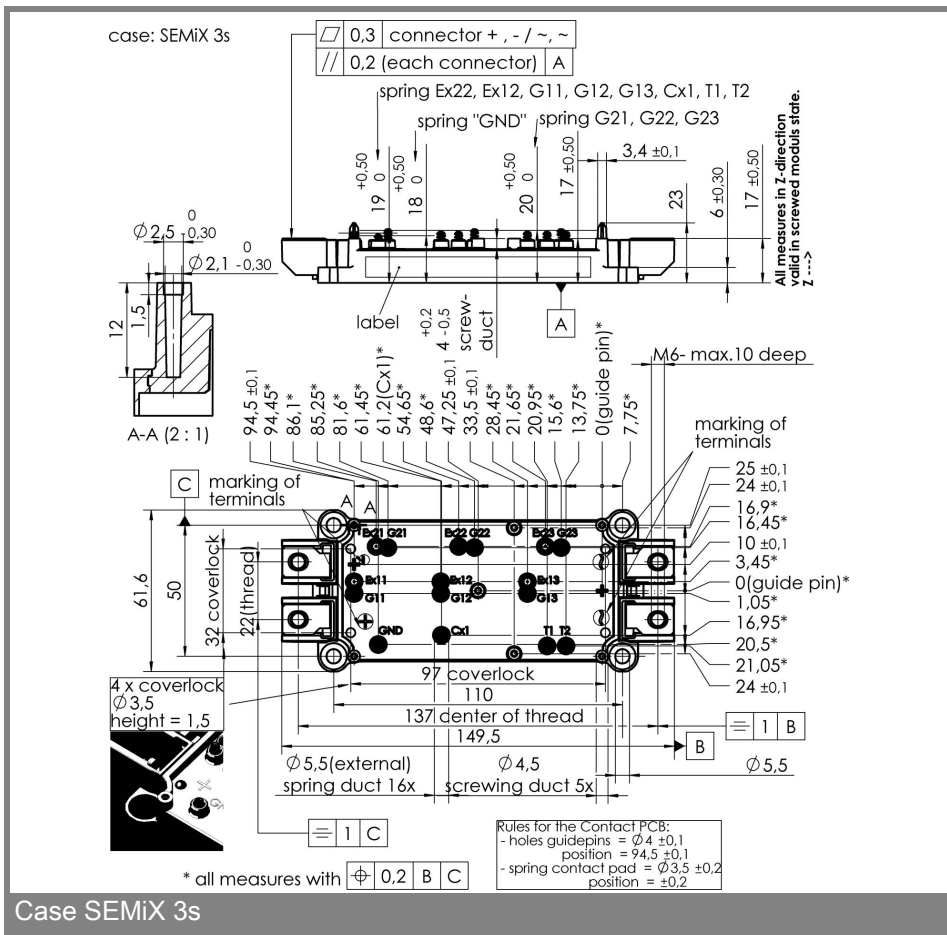 case: SEMiX 3s
⏥ 0,3 connector + , - / ~, ~
// 0,2 (each connector) A
spring Ex22, Ex12, G11, G12, G13, Cx1, T1, T2
spring "GND" spring G21, G22, G23
19 +0,50 0
18 +0,50 0
20 +0,50 0
17 ±0,50
3,4 ±0,1
23
6 ±0,30
17 ±0,50
All measures in Z-direction
valid in screwed moduls state.
Z --->
Ø2,5 0 -0,30
Ø2,1 0 -0,30
12
1,5
A-A (2 : 1)
label
4 +0,2 -0,5
screw-
duct
A
M6- max.10 deep
94,5 ±0,1
94,45*
86,1*
85,25*
81,6*
61,45*
61,2(Cx1)*
54,65*
48,6*
47,25 ±0,1
33,5 ±0,1
28,45*
21,65*
20,95*
15,6*
13,75*
0(guide pin)*
7,75*
marking of
terminals
C
marking of
terminals
25 ±0,1
24 ±0,1
16,9*
16,45*
10 ±0,1
3,45*
0(guide pin)*
1,05*
16,95*
20,5*
21,05*
24 ±0,1
A A
Ex21 G21 Ex22 G22 Ex23 G23
Ex11 Ex12 Ex13
G11 G12 G13
GND Cx1 T1 T2
61,6
50
32 coverlock
22(thread)
4 x coverlock
Ø3,5
height = 1,5
97 coverlock
110
137 center of thread
149,5
⌯ 1 B
B
Ø5,5(external)
spring duct 16x
Ø4,5
screwing duct 5x
Ø5,5
⌯ 1 C
Rules for the Contact PCB:
- holes guidepins = Ø4 ±0,1
position = 94,5 ±0,1
- spring contact pad = Ø3,5 ±0,2
position = ±0,2
* all measures with ⌖ 0,2 B C
Case SEMiX 3s